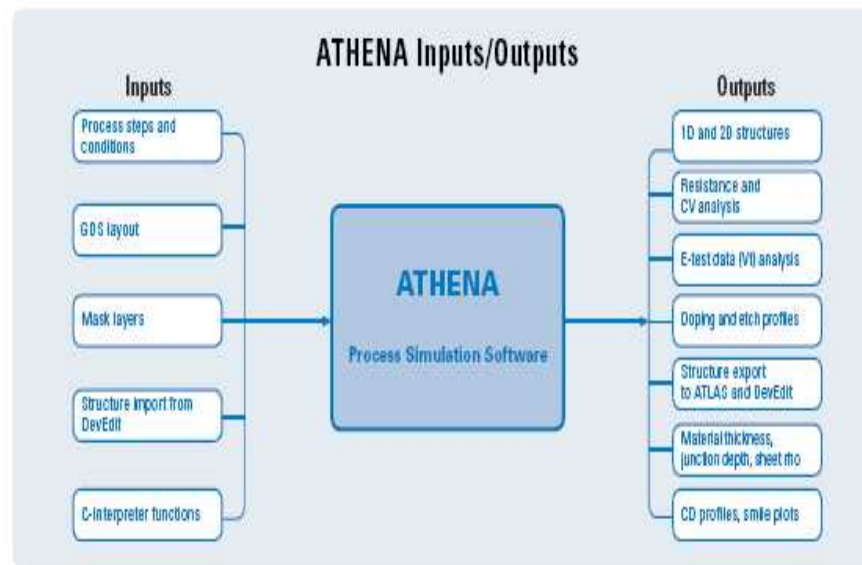 ATHENA Inputs/Outputs
Inputs
Process steps and
conditions
GDS layout
Mask layers
Structure import from
DevEdit
C-Interpreter functions
ATHENA
Process Simulation Software
Outputs
1D and 2D structures
Resistance and
CV analysis
E-test data (Vt) analysis
Doping and etch profiles
Structure export
to ATLAS and DevEdit
Material thickness,
junction depth, sheet rho
CD profiles, smile plots